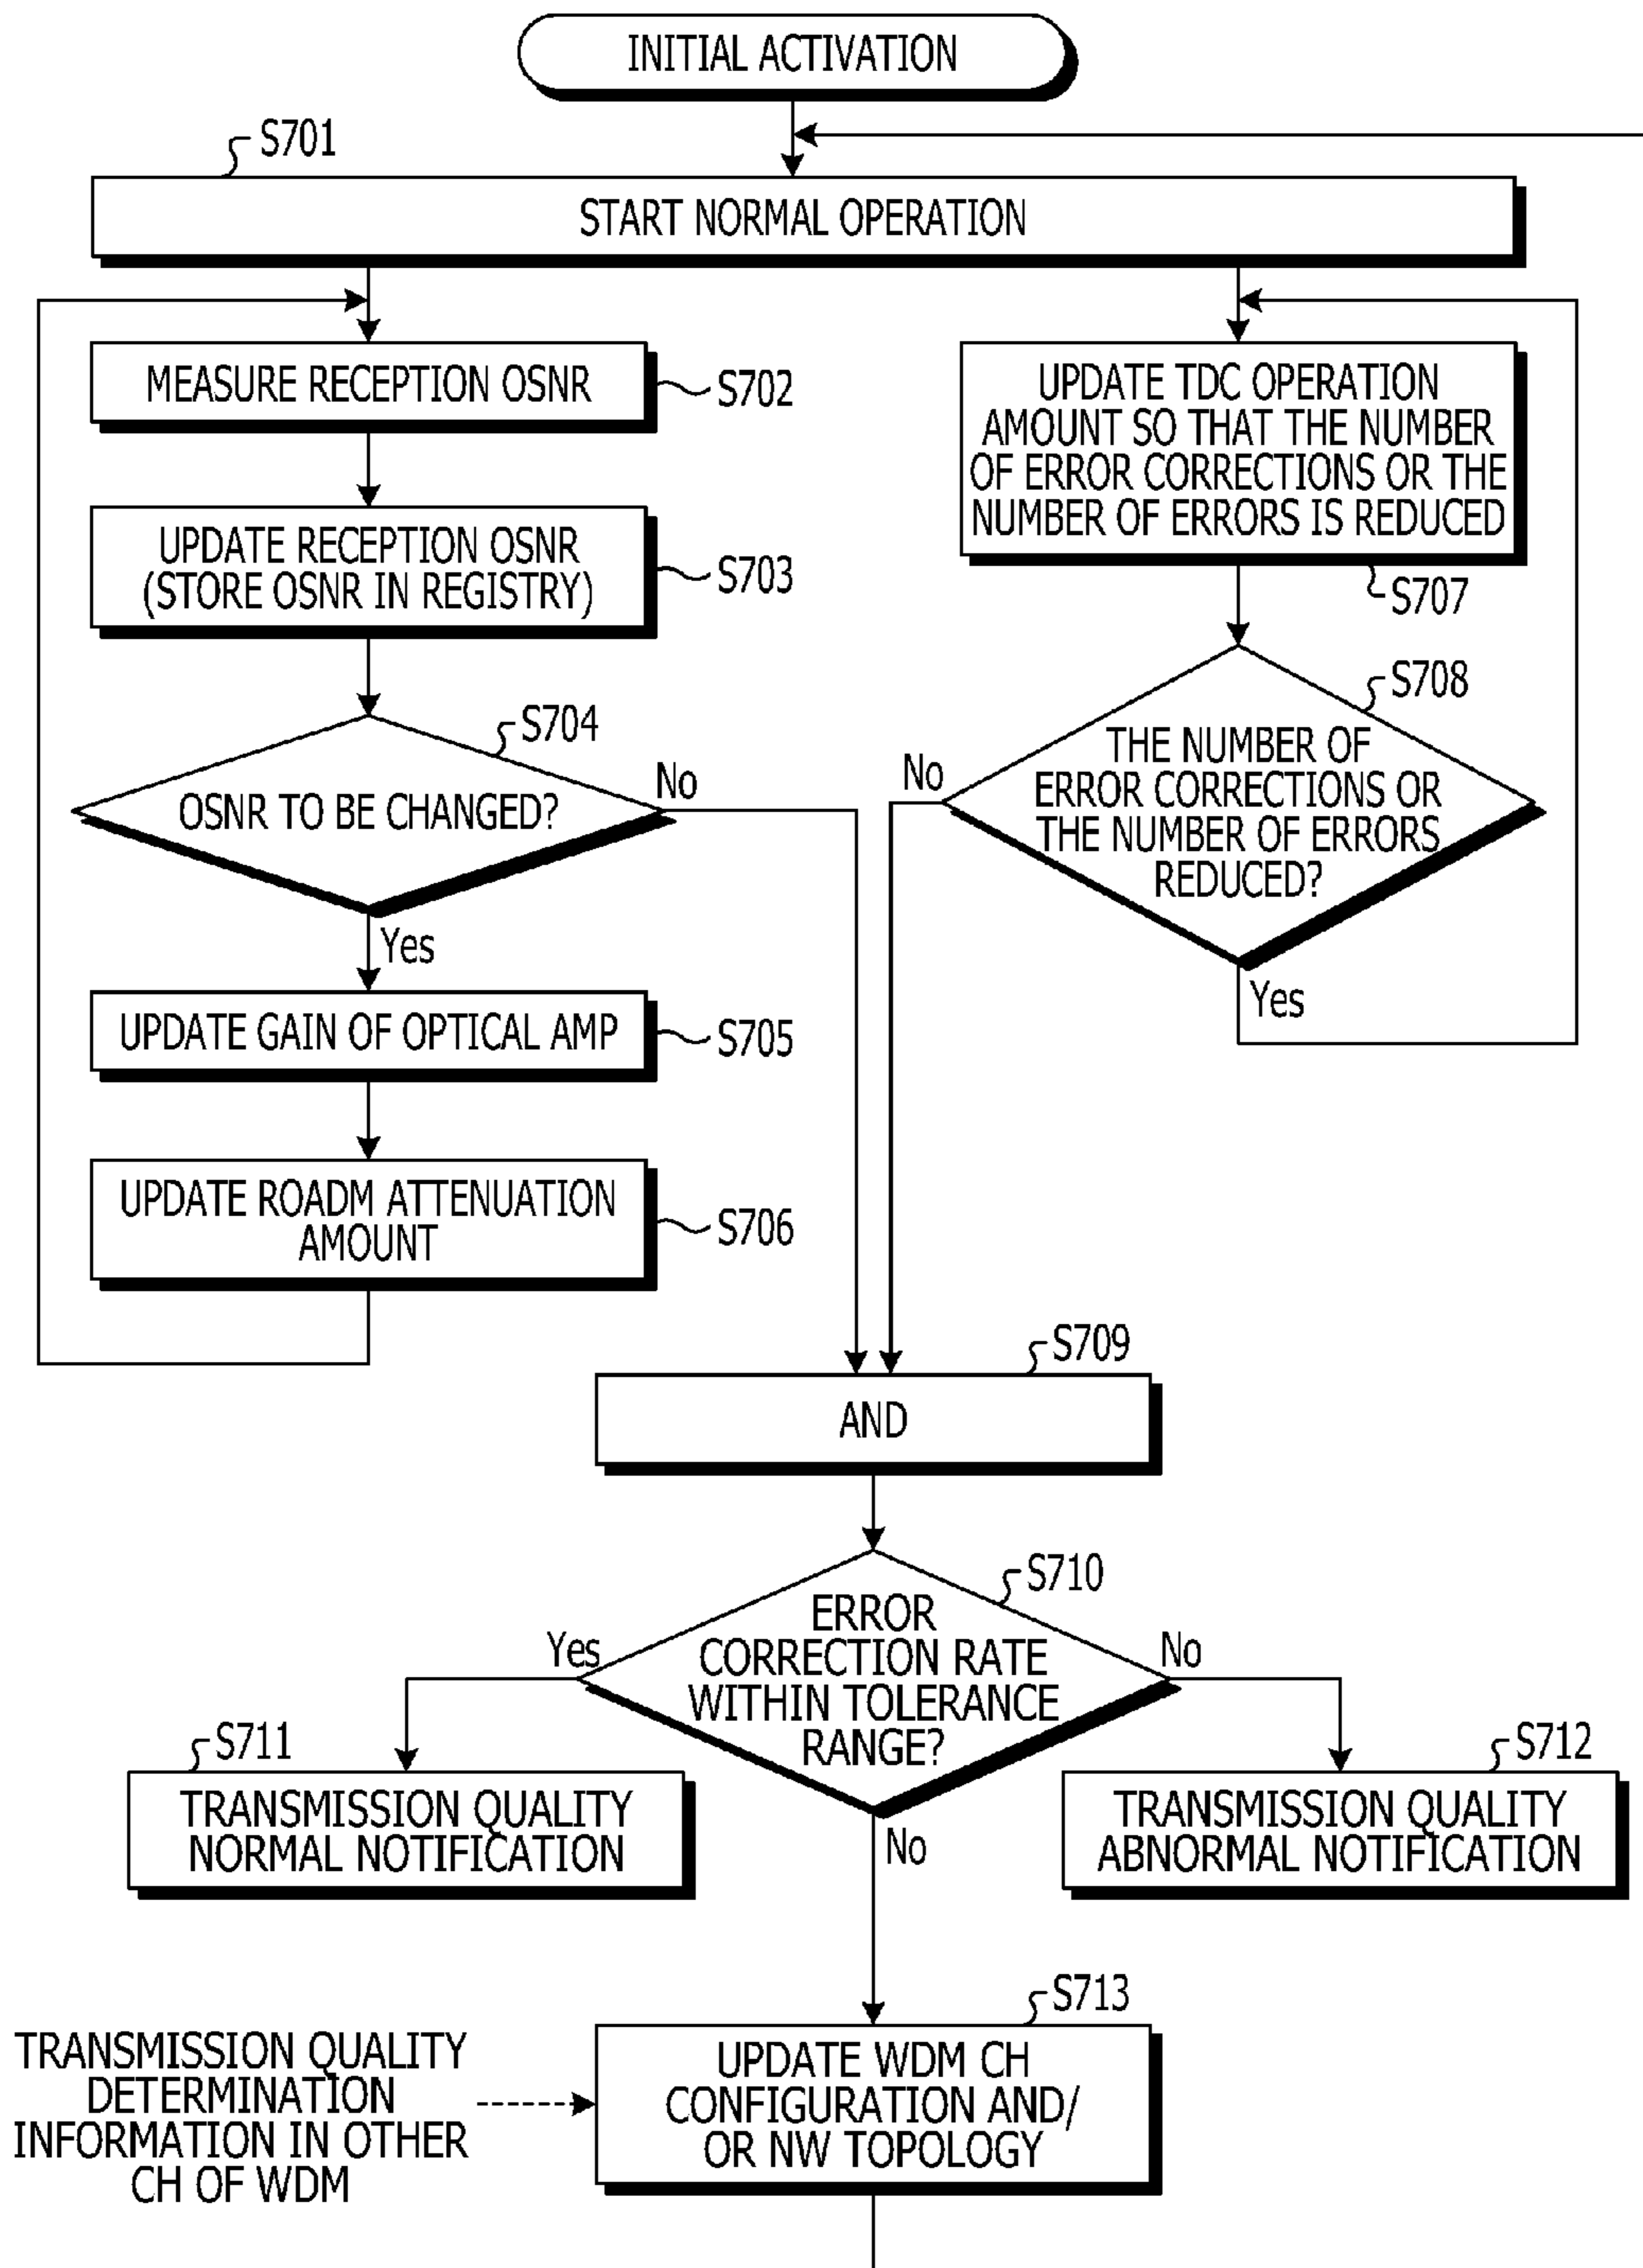 INITIAL ACTIVATION
S701
START NORMAL OPERATION
MEASURE RECEPTION OSNR
S702
UPDATE RECEPTION OSNR
(STORE OSNR IN REGISTRY)
S703
S704
OSNR TO BE CHANGED?
No
Yes
UPDATE GAIN OF OPTICAL AMP
S705
UPDATE ROADM ATTENUATION
AMOUNT
S706
UPDATE TDC OPERATION
AMOUNT SO THAT THE NUMBER
OF ERROR CORRECTIONS OR THE
NUMBER OF ERRORS IS REDUCED
S707
S708
THE NUMBER OF
ERROR CORRECTIONS OR
THE NUMBER OF ERRORS
REDUCED?
No
Yes
S709
AND
S710
ERROR
CORRECTION RATE
WITHIN TOLERANCE
RANGE?
Yes
No
No
S711
TRANSMISSION QUALITY
NORMAL NOTIFICATION
S712
TRANSMISSION QUALITY
ABNORMAL NOTIFICATION
S713
UPDATE WDM CH
CONFIGURATION AND/
OR NW TOPOLOGY
TRANSMISSION QUALITY
DETERMINATION
INFORMATION IN OTHER
CH OF WDM